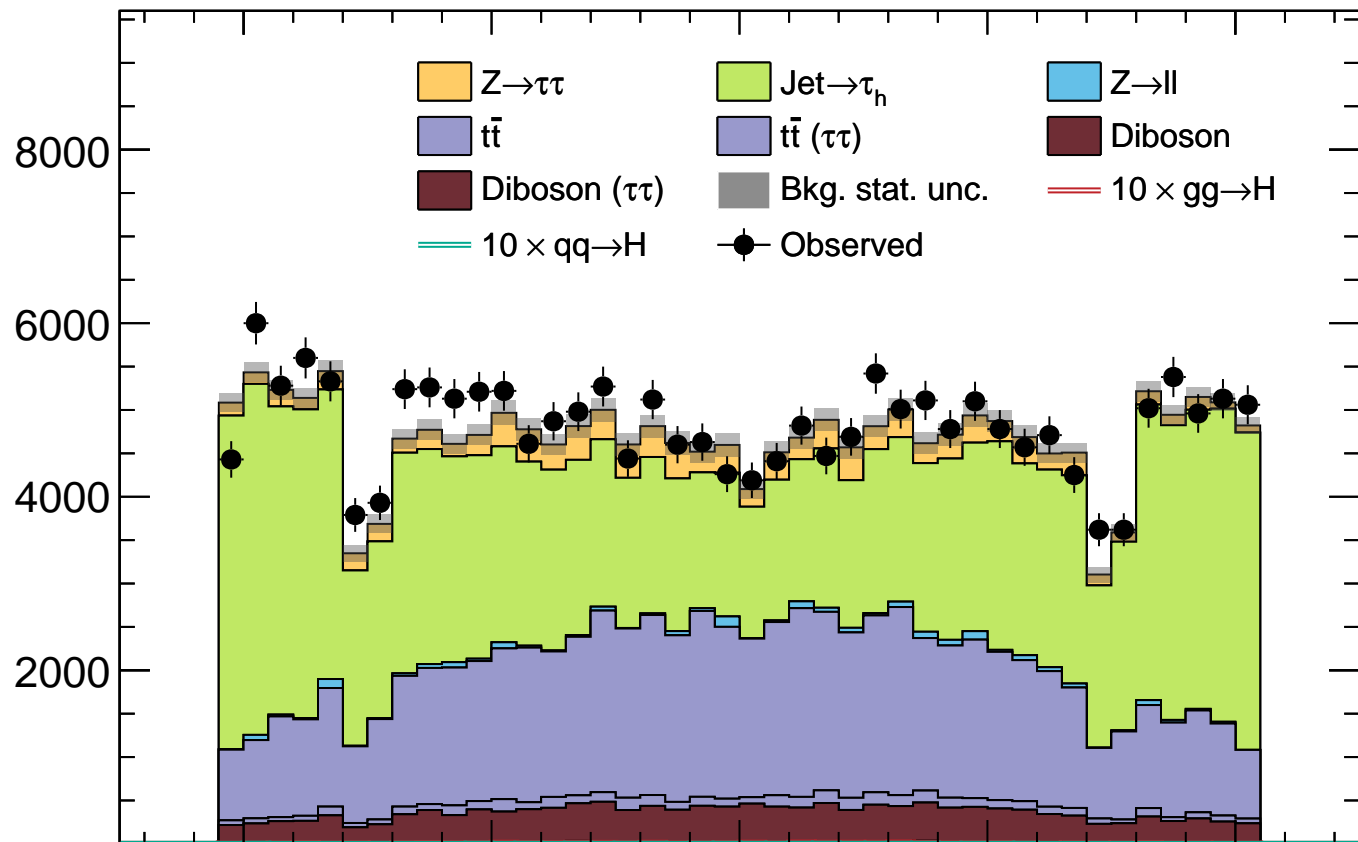 Z→ττ Jet→τh Z→ll
tt̄ tt̄ (ττ) Diboson
Diboson (ττ) Bkg. stat. unc. 10 × gg→H
10 × qq→H Observed
8000
6000
4000
2000